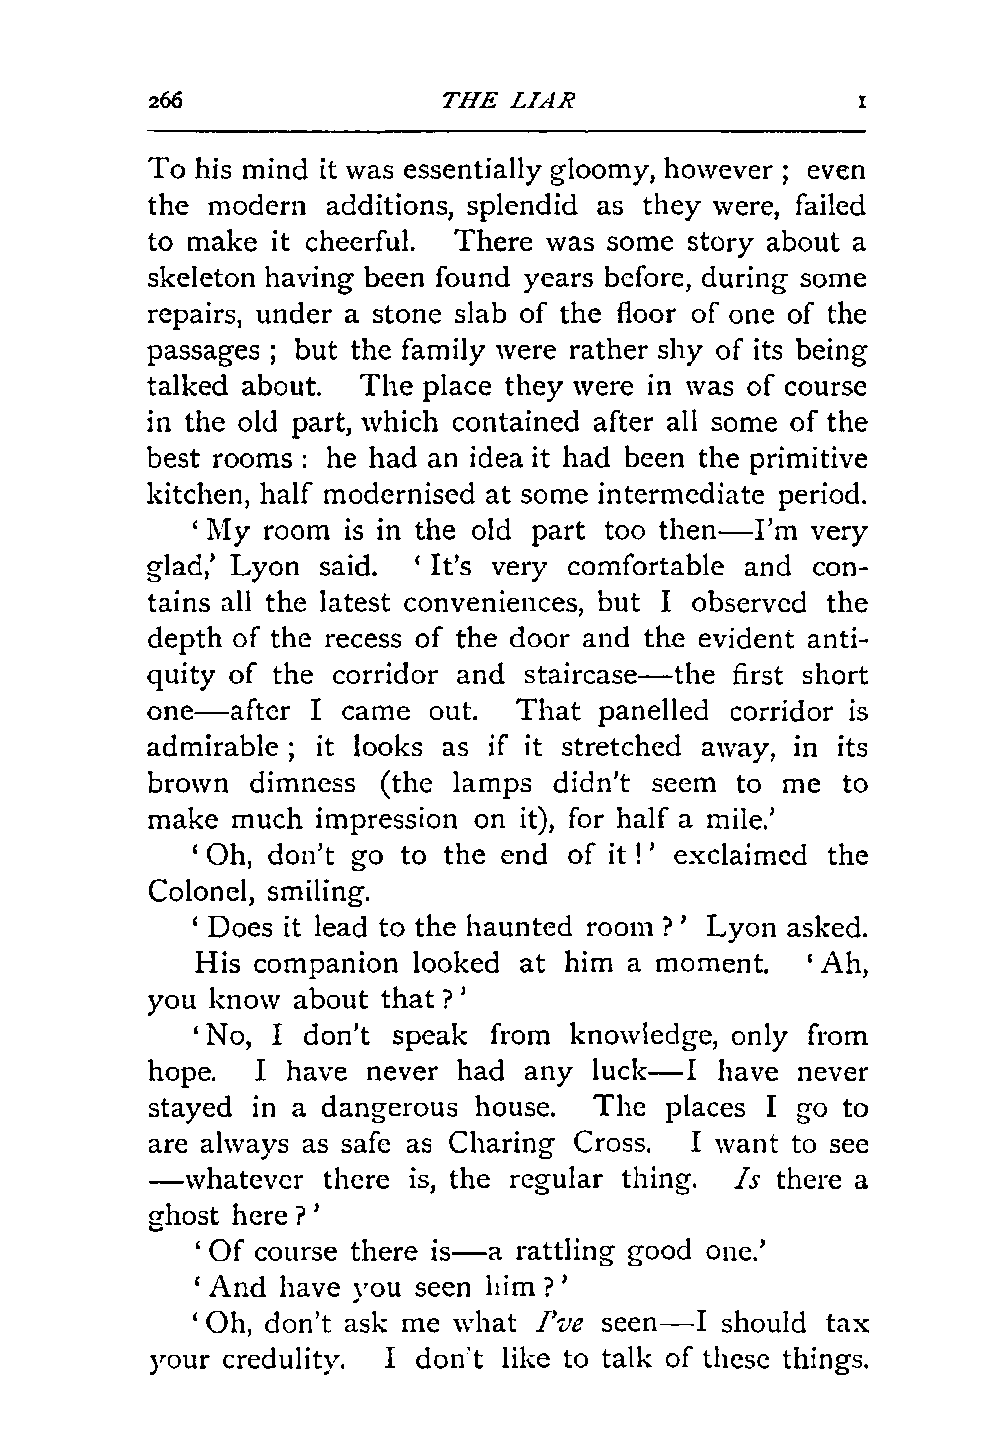 266 THE LIAR I
To his mind it was essentially gloomy, however ; even
the modern additions, splendid as they were, failed
to make it cheerful. There was some story about a
skeleton having been found years before, during some
repairs, under a stone slab of the floor of one of the
passages ; but the family were rather shy of its being
talked about. The place they were in was of course
in the old part, which contained after all some of the
best rooms : he had an idea it had been the primitive
kitchen, half modernised at some intermediate period.
‘ My room is in the old part too then—I’m very
glad,’ Lyon said. ‘ It’s very comfortable and con-
tains all the latest conveniences, but I observed the
depth of the recess of the door and the evident anti-
quity of the corridor and staircase—the first short
one—after I came out. That panelled corridor is
admirable ; it looks as if it stretched away, in its
brown dimness (the lamps didn’t seem to me to
make much impression on it), for half a mile.’
‘ Oh, don’t go to the end of it ! ’ exclaimed the
Colonel, smiling.
‘ Does it lead to the haunted room ? ’ Lyon asked.
His companion looked at him a moment. ‘ Ah,
you know about that ? ’
‘ No, I don’t speak from knowledge, only from
hope. I have never had any luck—I have never
stayed in a dangerous house. The places I go to
are always as safe as Charing Cross. I want to see
—whatever there is, the regular thing. Is there a
ghost here ? ’
‘ Of course there is—a rattling good one.’
‘ And have you seen him ? ’
‘ Oh, don’t ask me what I’ve seen—I should tax
your credulity. I don’t like to talk of these things.